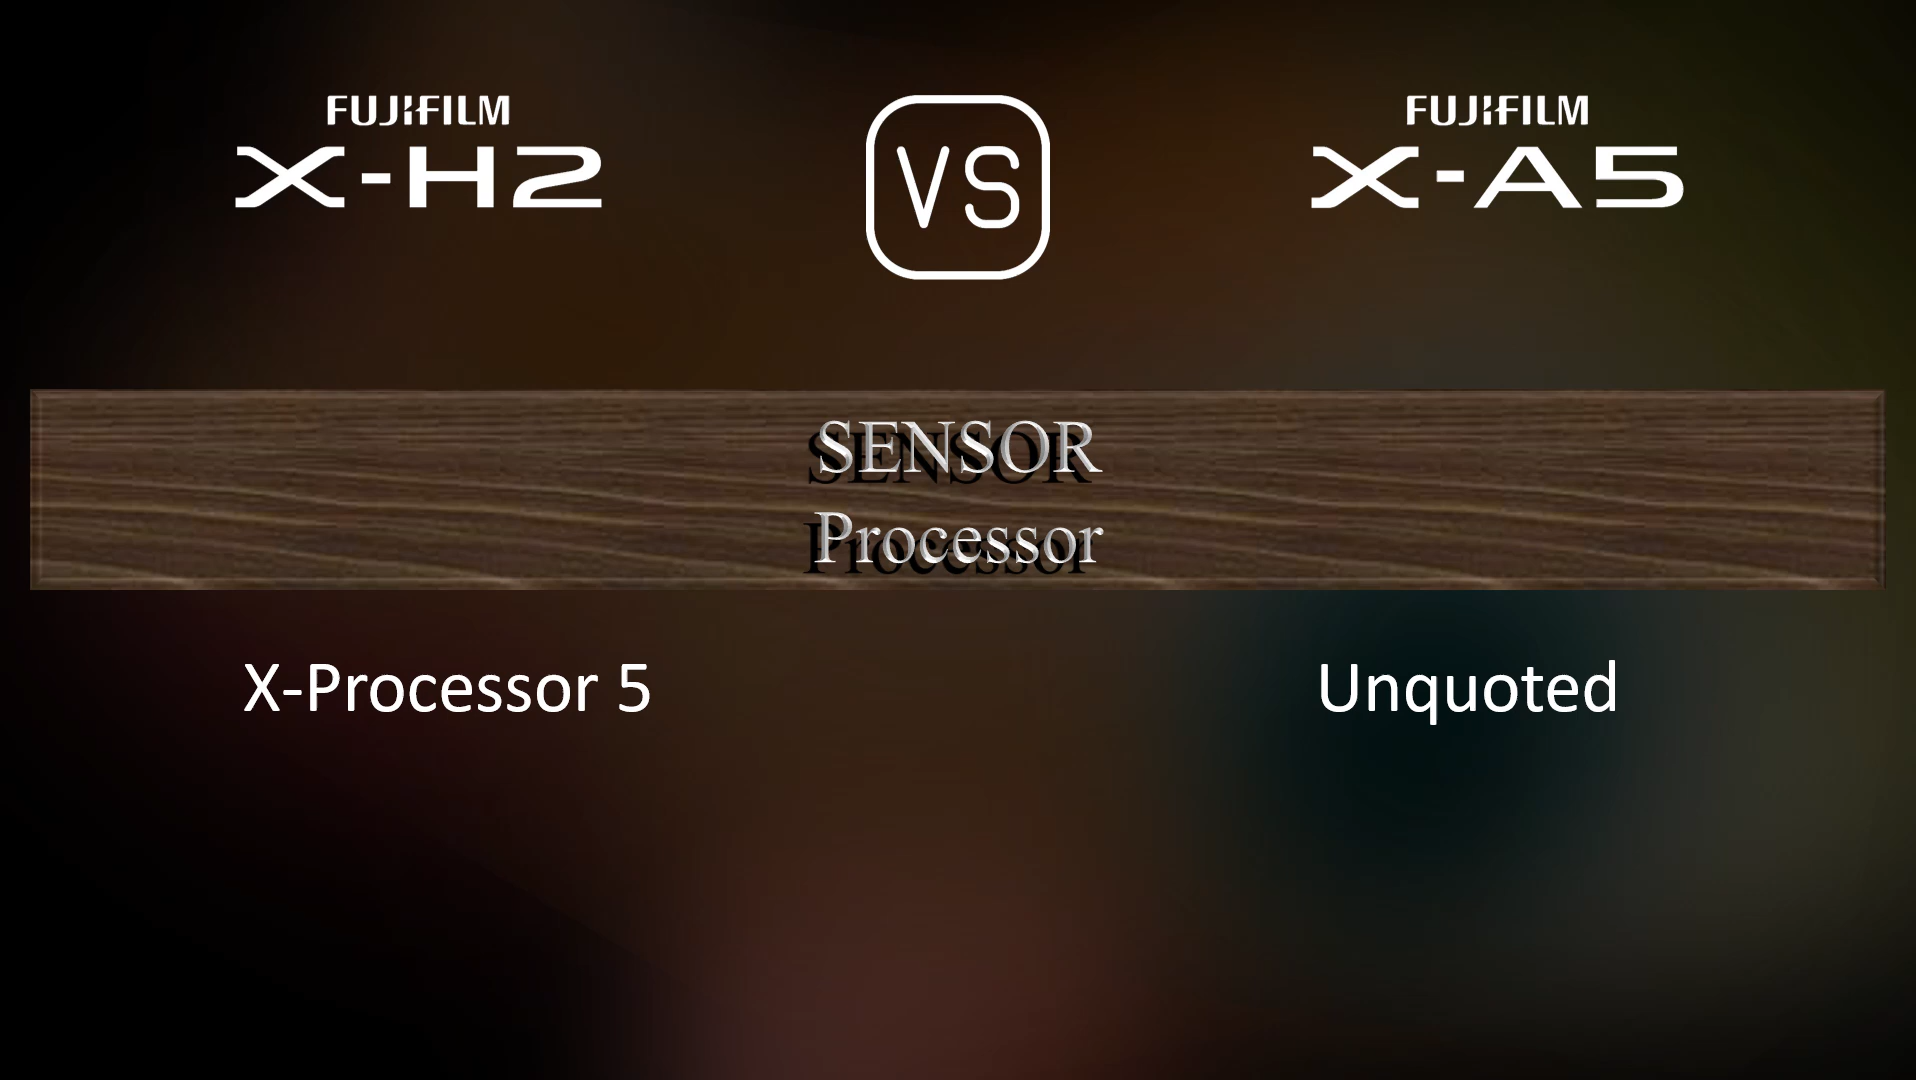 FUJIFILM
X-H2
VS
FUJIFILM
X-A5
SENSOR
Processor
X-Processor 5
Unquoted